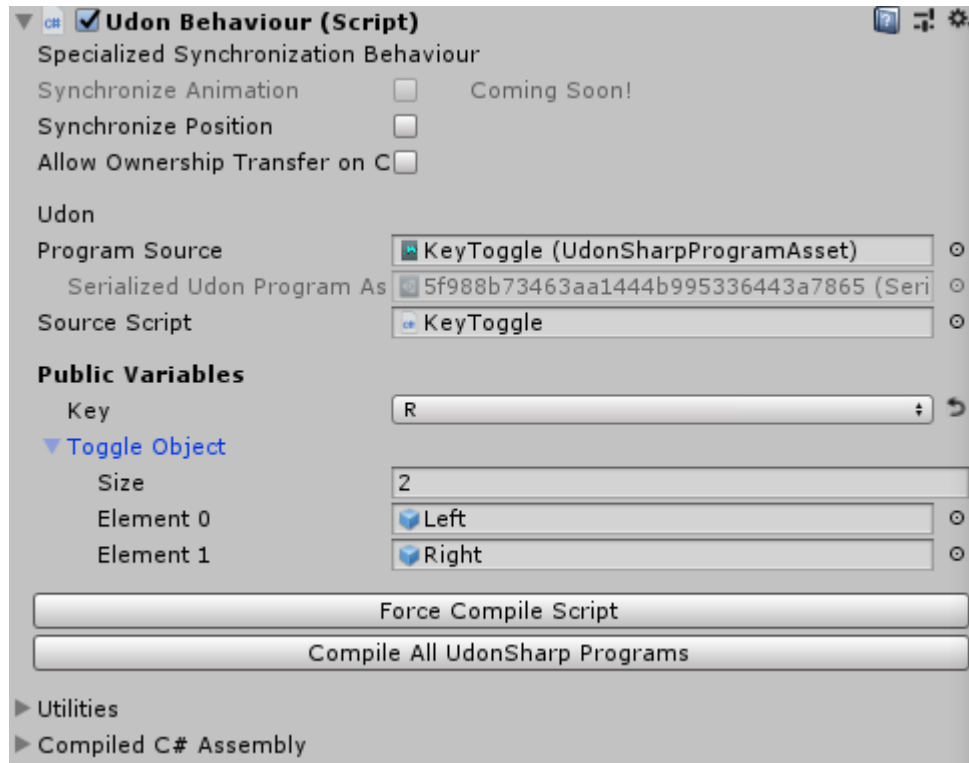 Udon Behaviour (Script)
Specialized Synchronization Behaviour
Synchronize Animation Coming Soon!
Synchronize Position
Allow Ownership Transfer on C
Udon
Program Source KeyToggle (UdonSharpProgramAsset)
Serialized Udon Program As 5f988b73463aa1444b995336443a7865 (Seri
Source Script KeyToggle
Public Variables
Key R
Toggle Object
Size 2
Element 0 Left
Element 1 Right
Force Compile Script
Compile All UdonSharp Programs
Utilities
Compiled C# Assembly